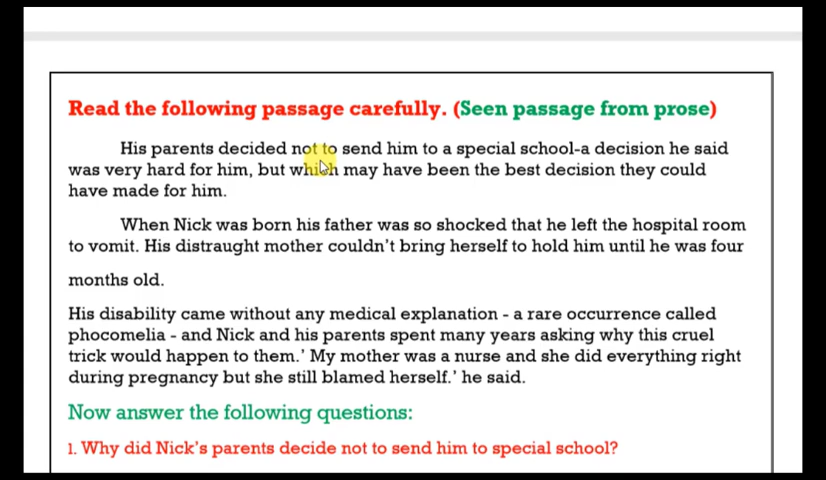 Read the following passage carefully. (Seen passage from prose)
His parents decided not to send him to a special school-a decision he said
was very hard for him, but which may have been the best decision they could
have made for him.
When Nick was born his father was so shocked that he left the hospital room
to vomit. His distraught mother couldn't bring herself to hold him until he was four
months old.
His disability came without any medical explanation - a rare occurrence called
phocomelia - and Nick and his parents spent many years asking why this cruel
trick would happen to them.' My mother was a nurse and she did everything right
during pregnancy but she still blamed herself.' he said.
Now answer the following questions:
1. Why did Nick's parents decide not to send him to special school?